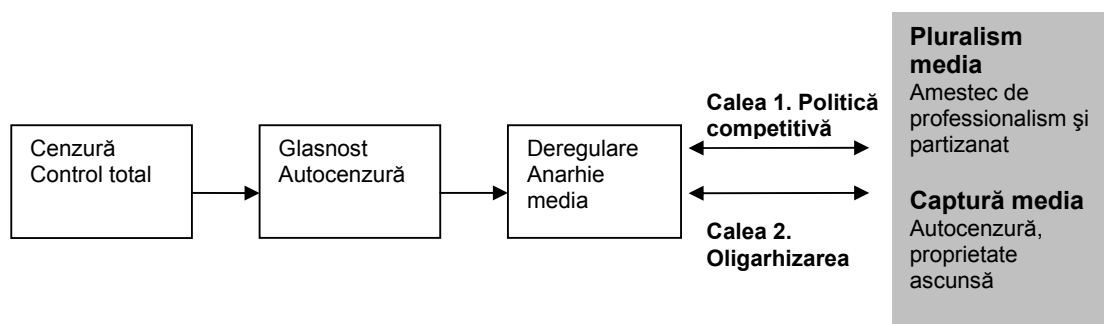 Cenzură
Control total
Glasnost
Autocenzură
Deregulare
Anarhie
media
Calea 1. Politică
competitivă
Calea 2.
Oligarhizarea
Pluralism
media
Amestec de
professionalism şi
partizanat
Captură media
Autocenzură,
proprietate
ascunsă